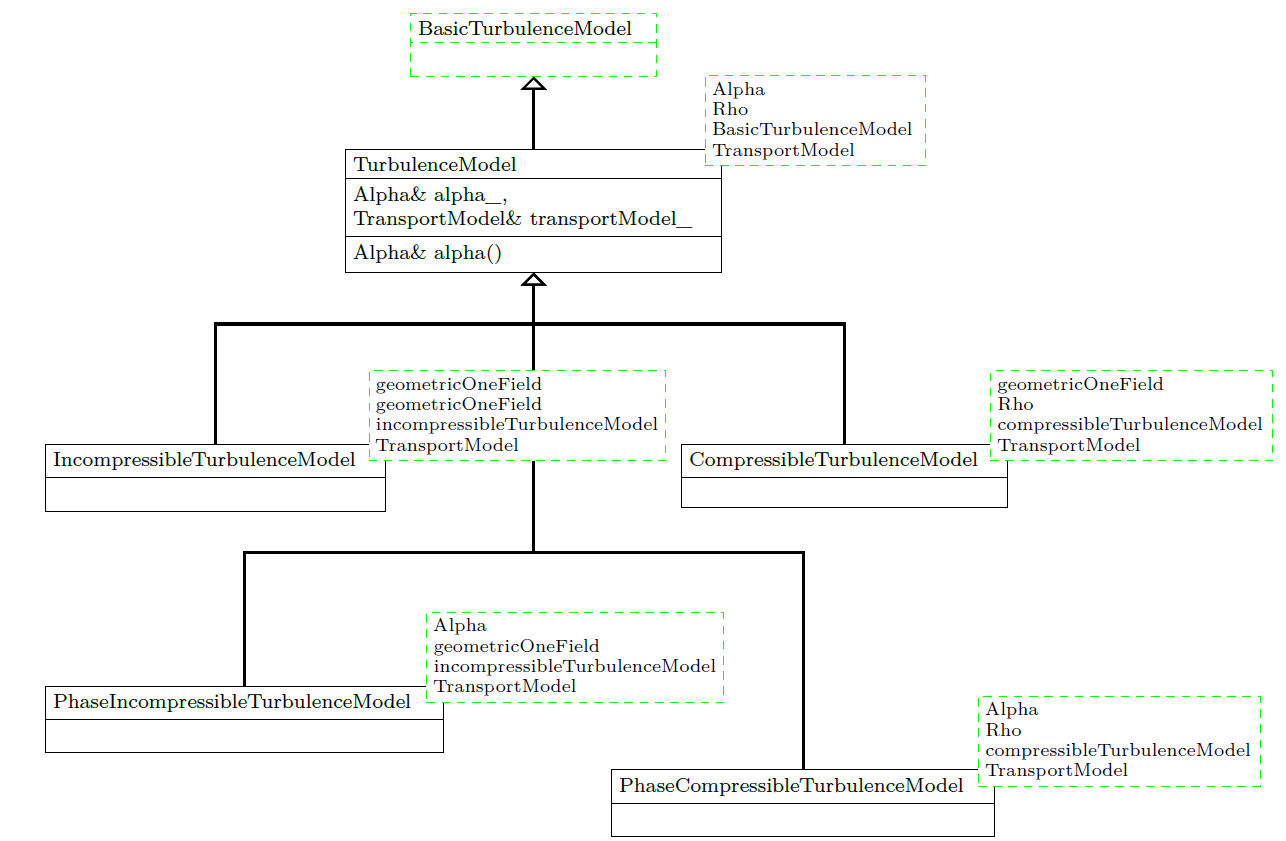 BasicTurbulenceModel
Alpha
Rho
BasicTurbulenceModel
TransportModel
TurbulenceModel
Alpha& alpha_,
TransportModel& transportModel_
Alpha& alpha()
geometricOneField
geometricOneField
incompressibleTurbulenceModel
TransportModel
IncompressibleTurbulenceModel
geometricOneField
Rho
compressibleTurbulenceModel
TransportModel
CompressibleTurbulenceModel
Alpha
geometricOneField
incompressibleTurbulenceModel
TransportModel
PhaseIncompressibleTurbulenceModel
Alpha
Rho
compressibleTurbulenceModel
TransportModel
PhaseCompressibleTurbulenceModel